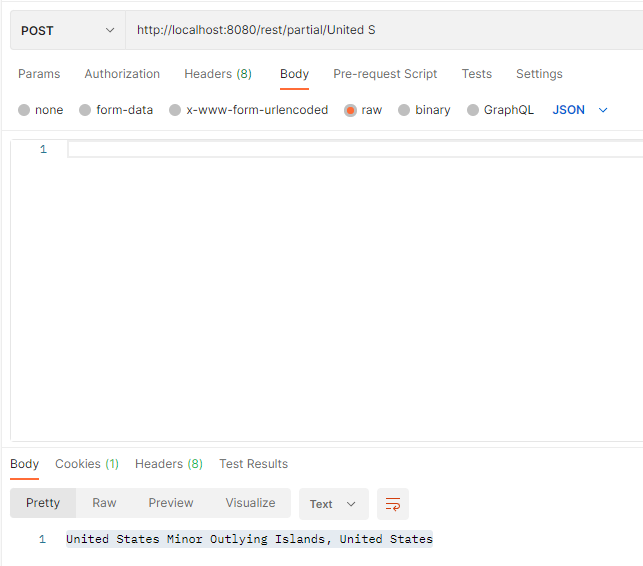 POST http://localhost:8080/rest/partial/United S
Params Authorization Headers (8) Body Pre-request Script Tests Settings
none form-data x-www-form-urlencoded raw binary GraphQL JSON
1
Body Cookies (1) Headers (8) Test Results
Pretty Raw Preview Visualize Text
1 United States Minor Outlying Islands, United States